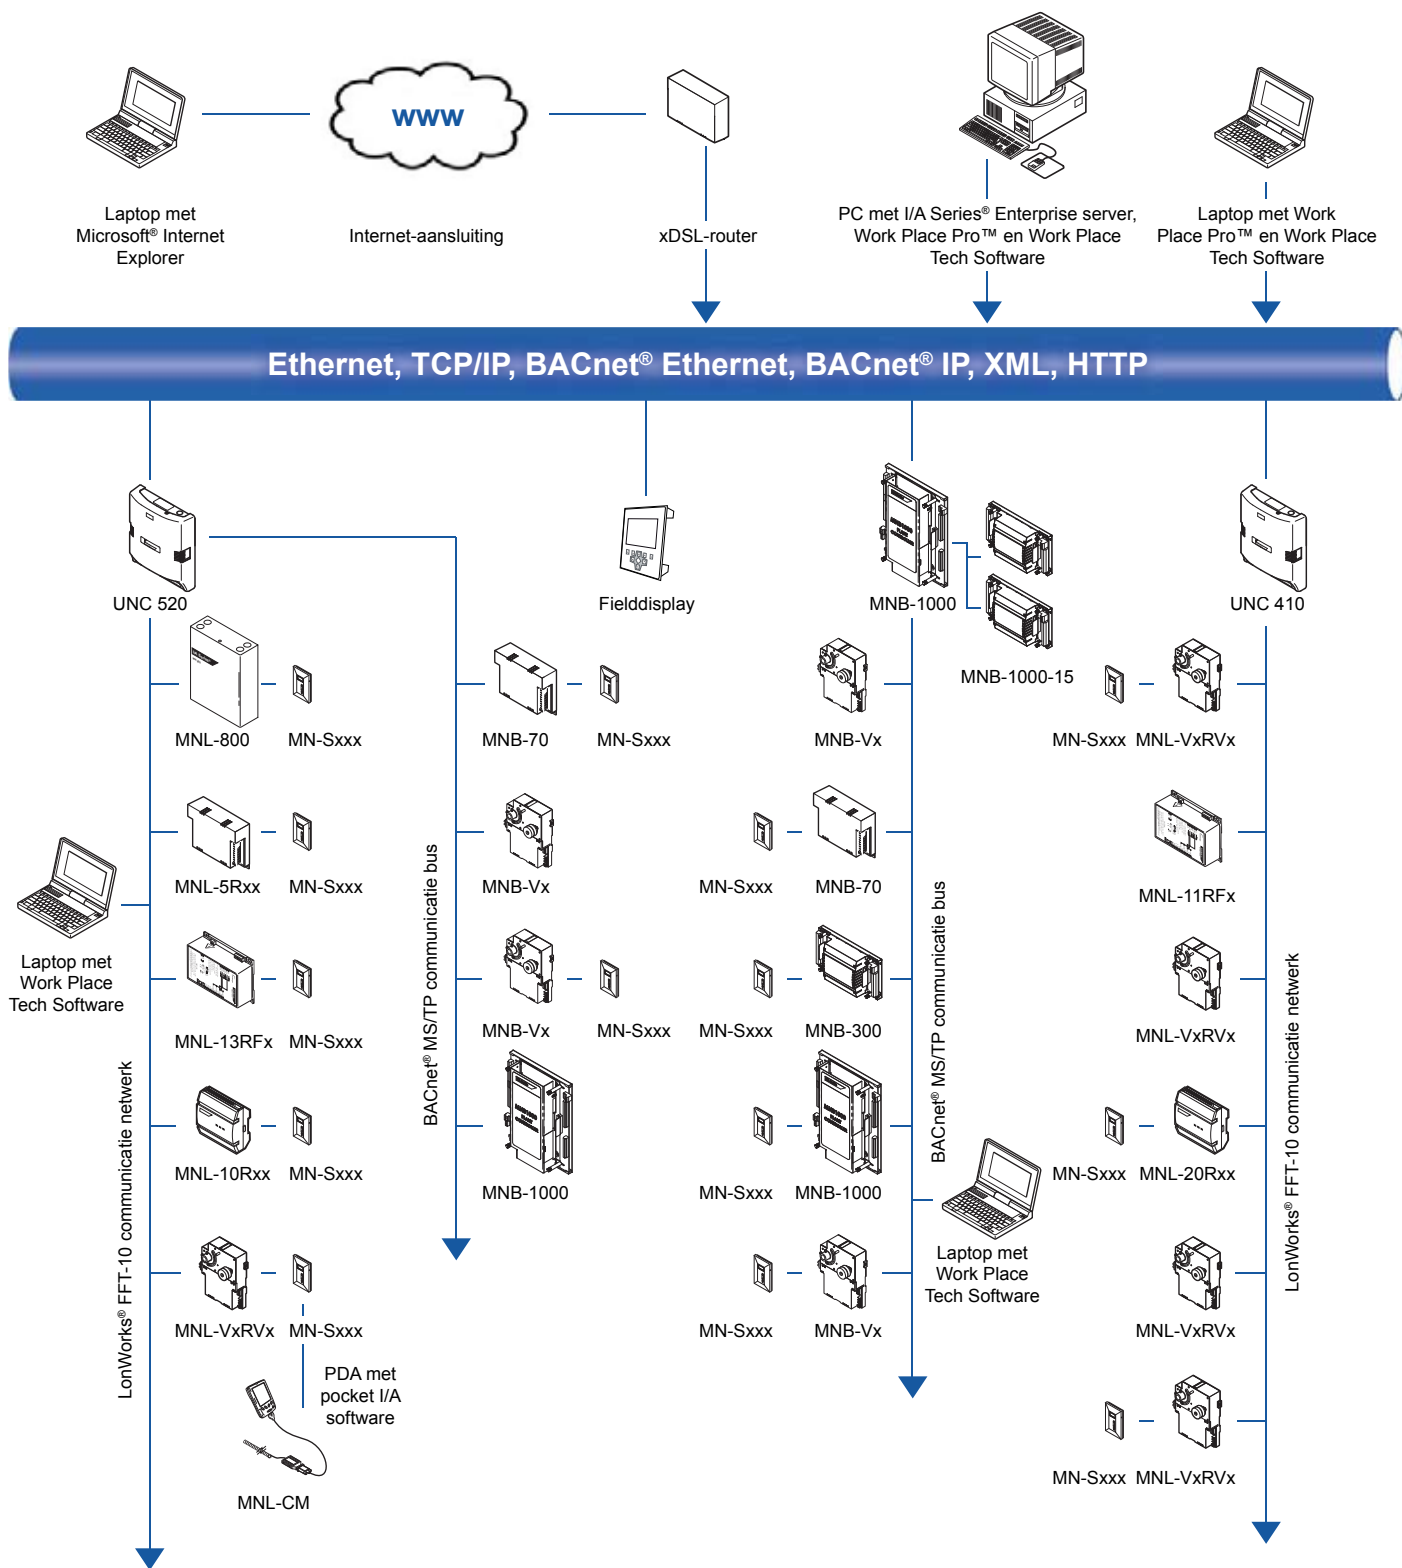 WWW
Laptop met
Microsoft® Internet
Explorer
Internet-aansluiting
xDSL-router
PC met I/A Series® Enterprise server,
Work Place Pro™ en Work Place
Tech Software
Laptop met Work
Place Pro™ en Work Place
Tech Software
Ethernet, TCP/IP, BACnet® Ethernet, BACnet® IP, XML, HTTP
UNC 520
Fielddisplay
MNB-1000
MNB-1000-15
UNC 410
MNL-800
MN-Sxxx
MNB-70
MN-Sxxx
MNB-Vx
MN-Sxxx
MNL-VxRVx
MNL-5Rxx
MN-Sxxx
MNB-Vx
MN-Sxxx
MNB-70
MNL-11RFx
Laptop met
Work Place
Tech Software
MNL-13RFx
MN-Sxxx
MNB-Vx
MN-Sxxx
MN-Sxxx
MNB-300
MNL-VxRVx
BACnet® MS/TP communicatie bus
BACnet® MS/TP communicatie bus
MNL-10Rxx
MN-Sxxx
MNB-1000
MN-Sxxx
MNB-1000
MN-Sxxx
MNL-20Rxx
LonWorks® FFT-10 communicatie netwerk
LonWorks® FFT-10 communicatie netwerk
Laptop met
Work Place
Tech Software
MNL-VxRVx
MN-Sxxx
MN-Sxxx
MNB-Vx
MNL-VxRVx
PDA met
pocket I/A
software
MNL-CM
MN-Sxxx
MNL-VxRVx